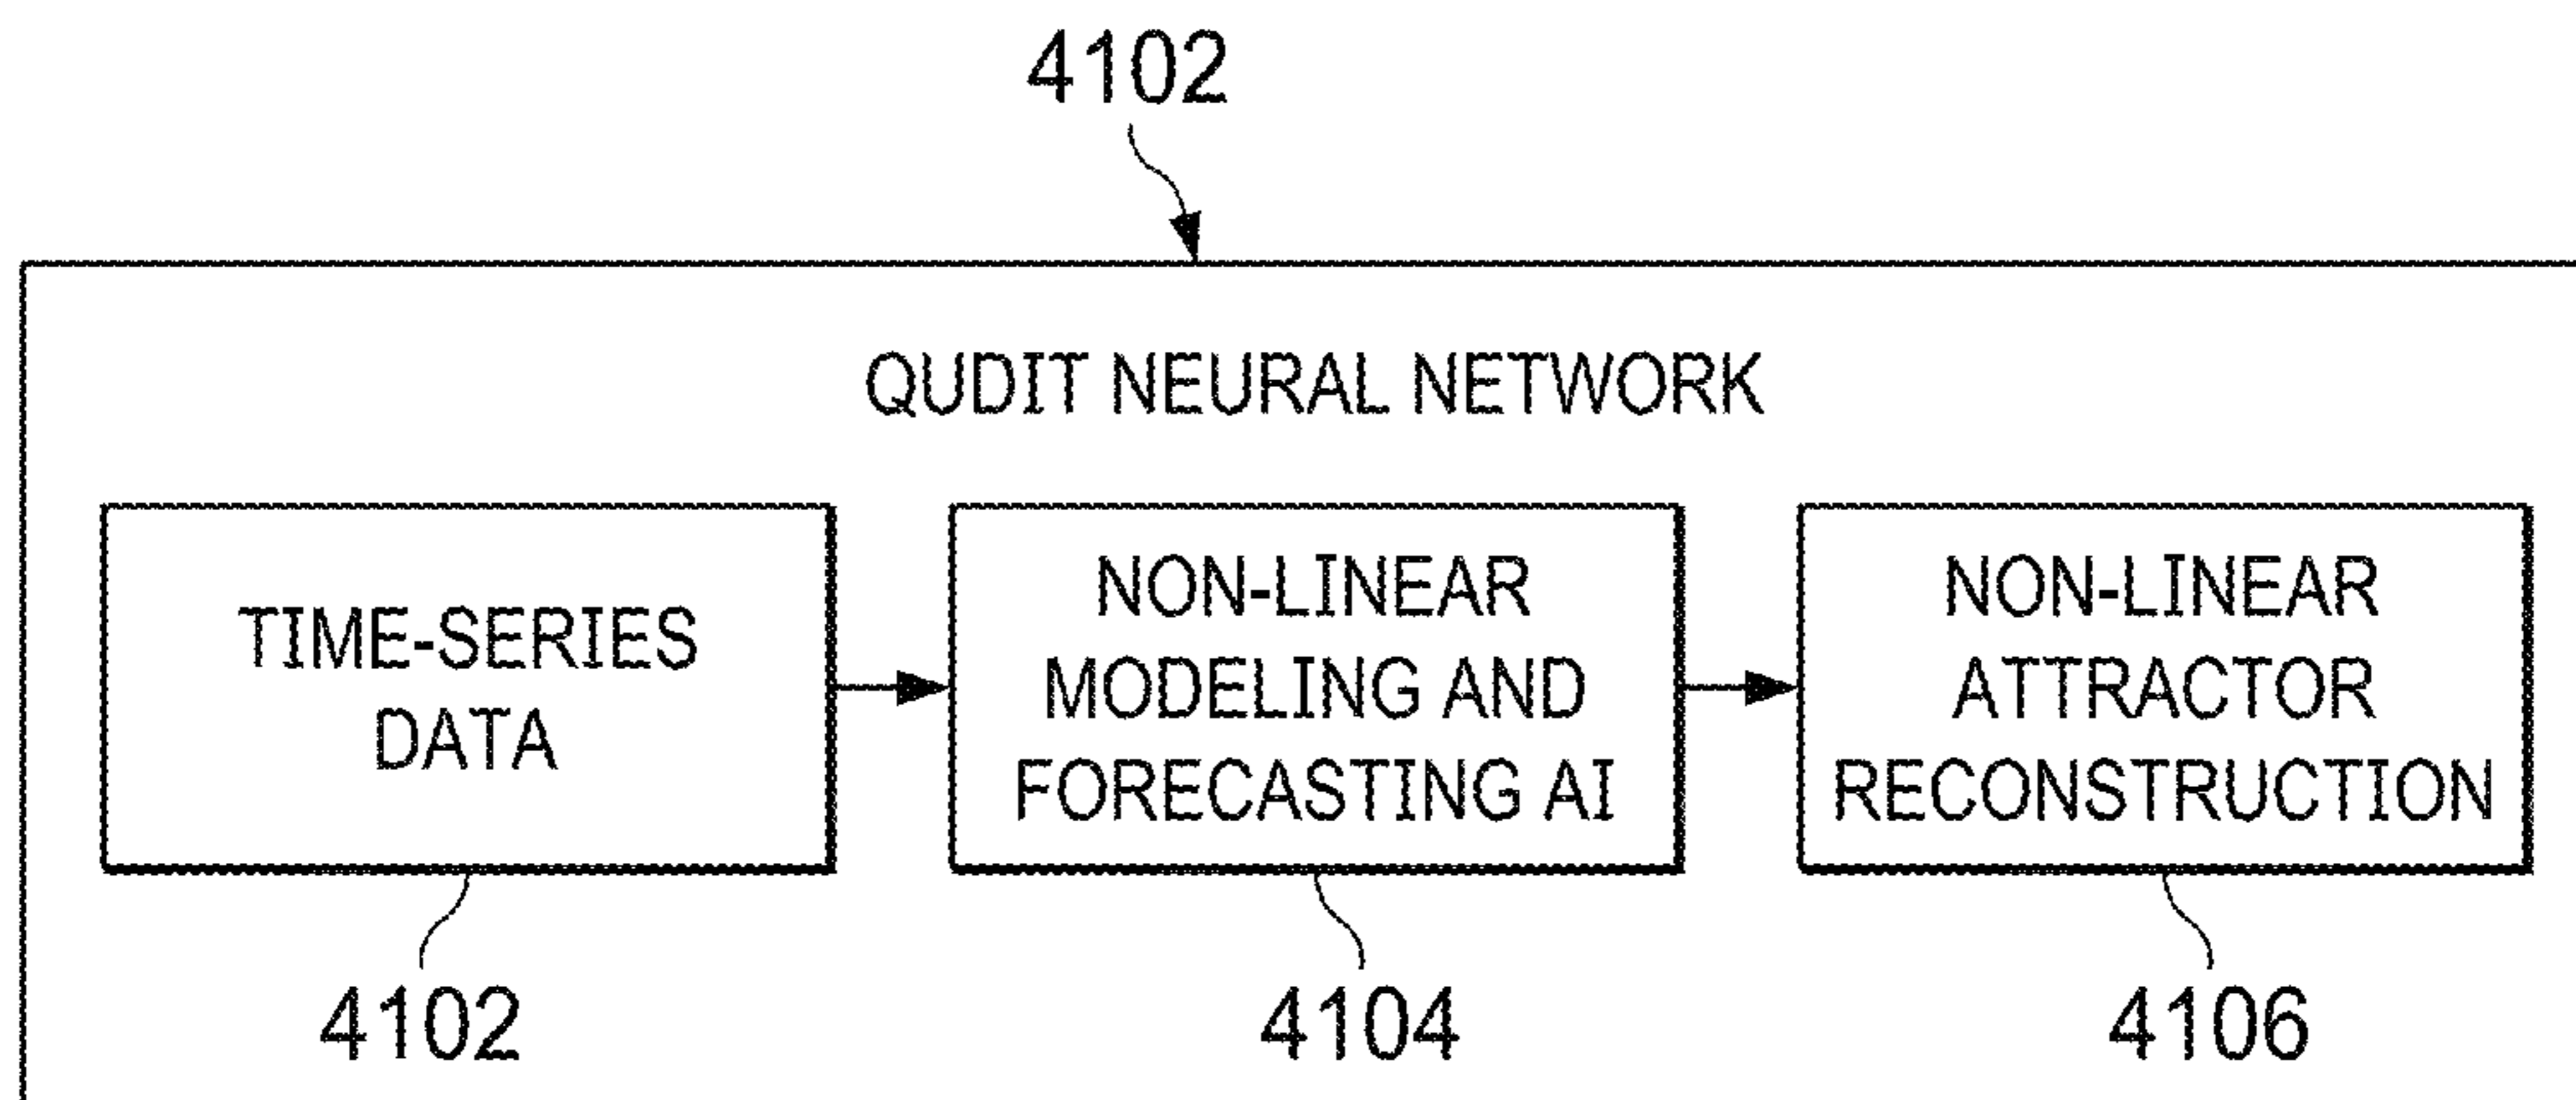 4102
QUDIT NEURAL NETWORK
TIME-SERIES
DATA
NON-LINEAR
MODELING AND
FORECASTING AI
NON-LINEAR
ATTRACTOR
RECONSTRUCTION
4102
4104
4106